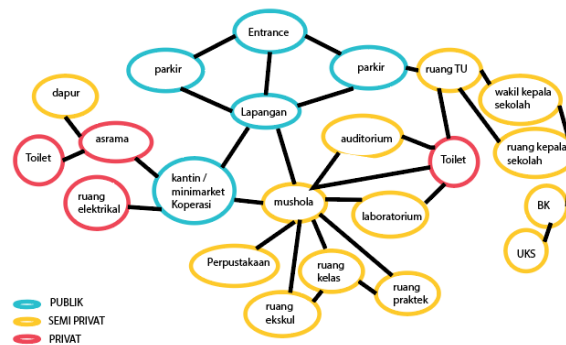 Entrance
parkir
parkir
ruang TU
dapur
wakil kepala
sekolah
Lapangan
asrama
auditorium
Toilet
ruang kepala
sekolah
Toilet
kantin /
minimarket
Koperasi
ruang
elektrikal
mushola
laboratorium
BK
Perpustakaan
ruang
kelas
UKS
ruang
praktek
ruang
ekskul
PUBLIK
SEMI PRIVAT
PRIVAT